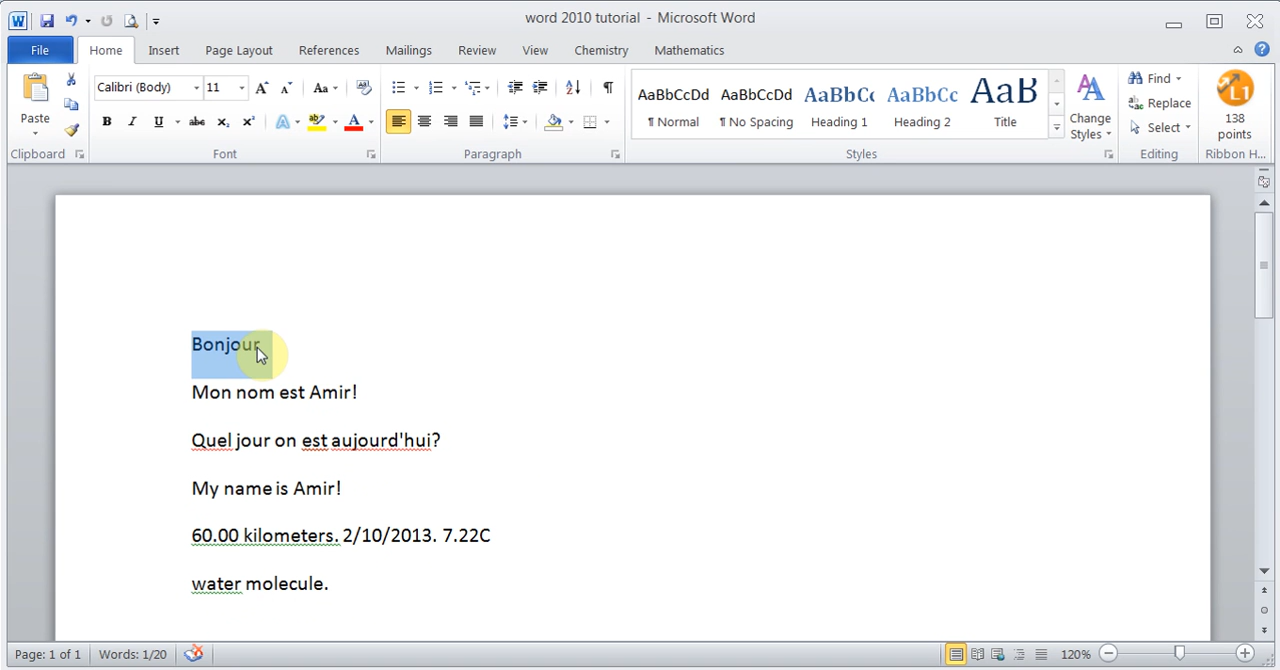 word 2010 tutorial - Microsoft Word
File Home Insert Page Layout References Mailings Review View Chemistry Mathematics
Paste
Clipboard
Calibri (Body) 11
Font
Paragraph
AaBbCcDd AaBbCcDd AaBbCc AaBbCc AaB
¶ Normal ¶ No Spacing Heading 1 Heading 2 Title
Change Styles
Styles
Find
Replace
Select
Editing
138 points
Ribbon H...
Bonjour
Mon nom est Amir!
Quel jour on est aujourd'hui?
My name is Amir!
60.00 kilometers. 2/10/2013. 7.22C
water molecule.
Page: 1 of 1 Words: 1/20 120%